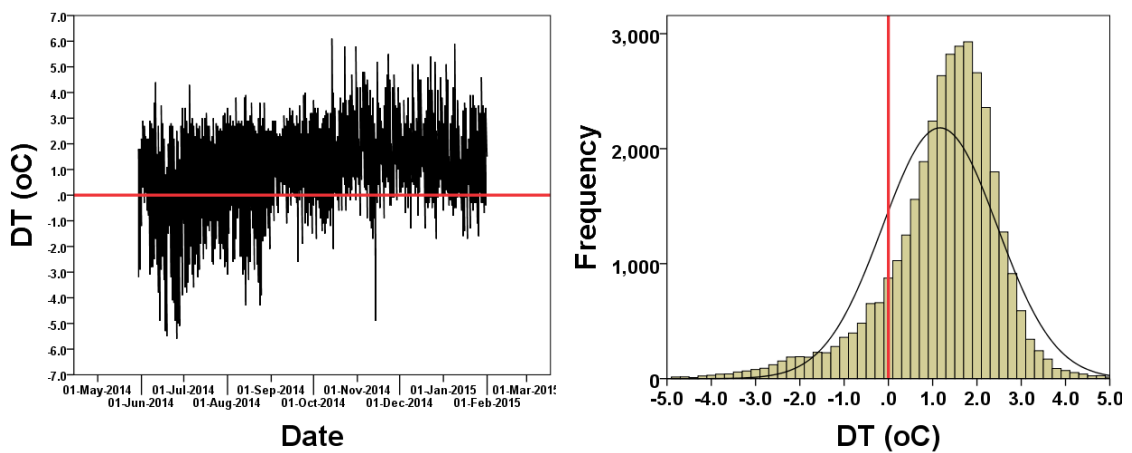 7.0
6.0
5.0
4.0
3.0
2.0
1.0
.0
-1.0
-2.0
-3.0
-4.0
-5.0
-6.0
-7.0
DT (oC)
01-May-2014 01-Jul-2014 01-Sep-2014 01-Nov-2014 01-Jan-2015 01-Mar-2015
01-Jun-2014 01-Aug-2014 01-Oct-2014 01-Dec-2014 01-Feb-2015
Date
3,000
2,000
1,000
0
Frequency
-5.0 -4.0 -3.0 -2.0 -1.0 .0 1.0 2.0 3.0 4.0 5.0
DT (oC)